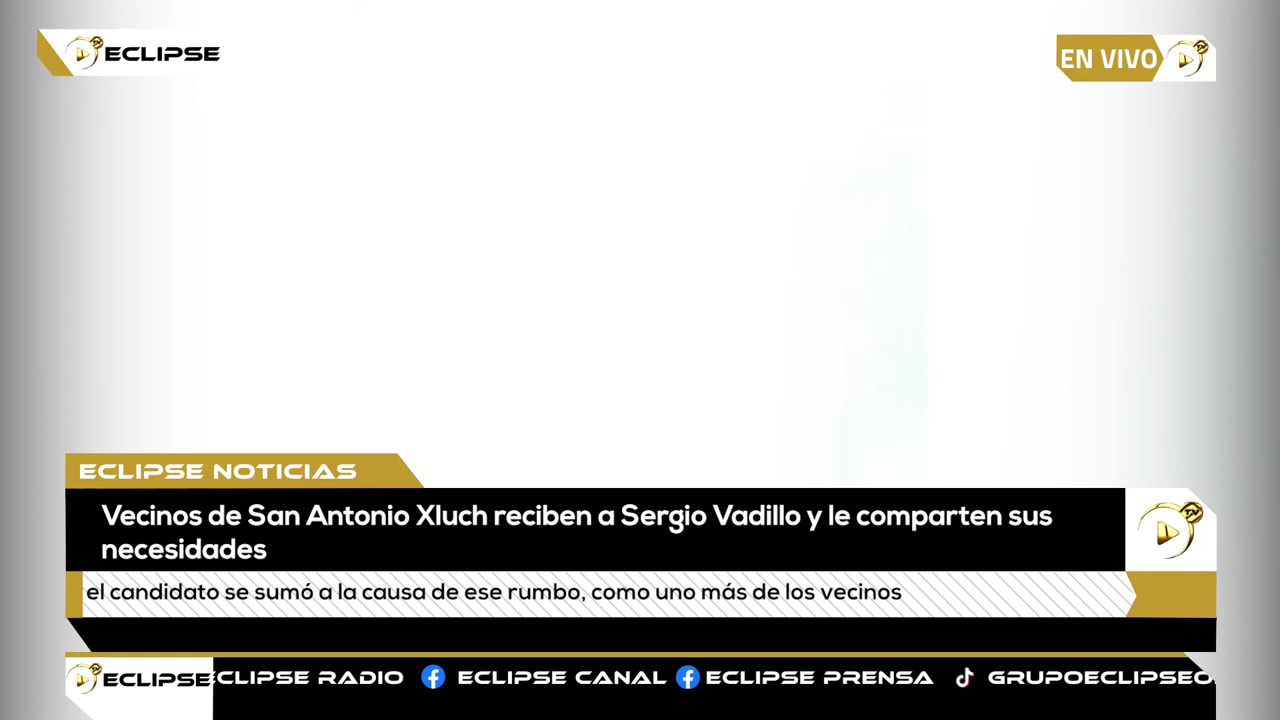 ECLIPSE
EN VIVO
ECLIPSE NOTICIAS
Vecinos de San Antonio Xluch reciben a Sergio Vadillo y le comparten sus
necesidades
el candidato se sumó a la causa de ese rumbo, como uno más de los vecinos
ECLIPSE CLIPSE RADIO ECLIPSE CANAL ECLIPSE PRENSA GRUPOECLIPSEO